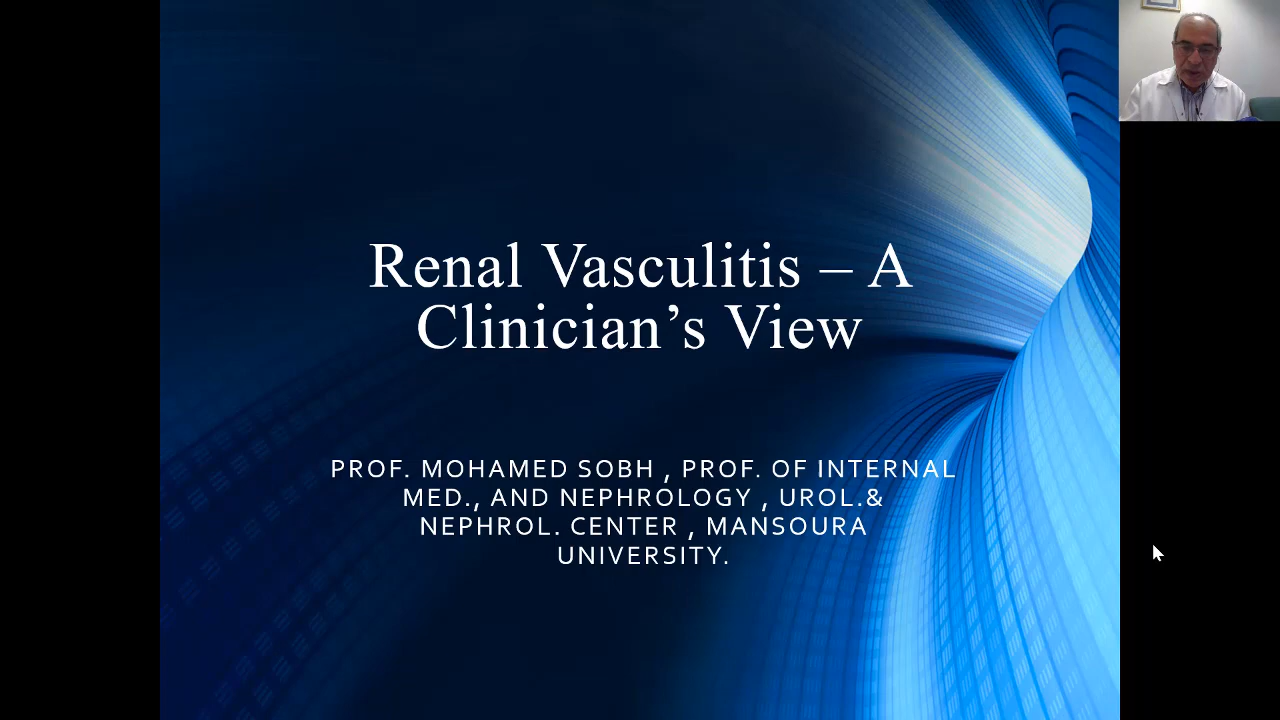 Renal Vasculitis – A
Clinician’s View
PROF. MOHAMED SOBH , PROF. OF INTERNAL
MED., AND NEPHROLOGY , UROL.&
NEPHROL. CENTER , MANSOURA
UNIVERSITY.